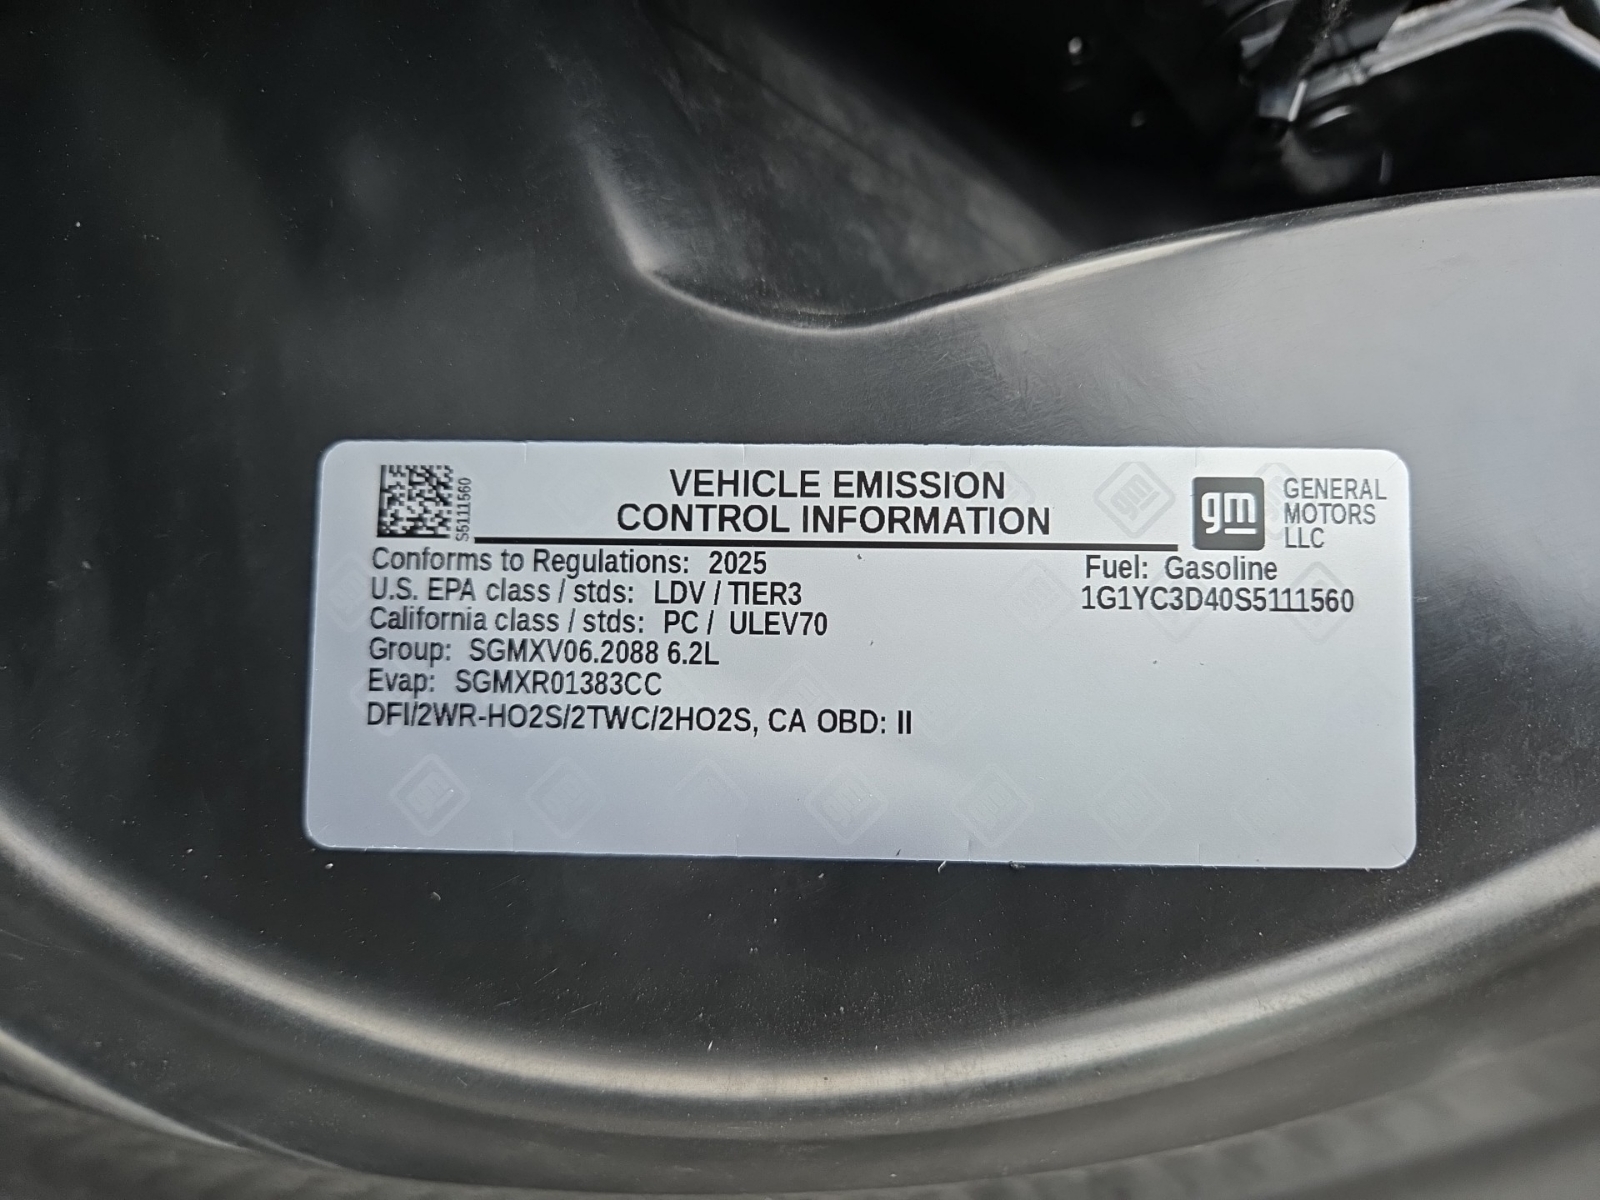 S5111560
VEHICLE EMISSION
CONTROL INFORMATION
gm
GENERAL
MOTORS
LLC
Conforms to Regulations: 2025
U.S. EPA class / stds: LDV / TIER3
California class / stds: PC / ULEV70
Group: SGMXV06.2088 6.2L
Evap: SGMXR01383CC
DFI/2WR-HO2S/2TWC/2HO2S, CA OBD: II
Fuel: Gasoline
1G1YC3D40S5111560